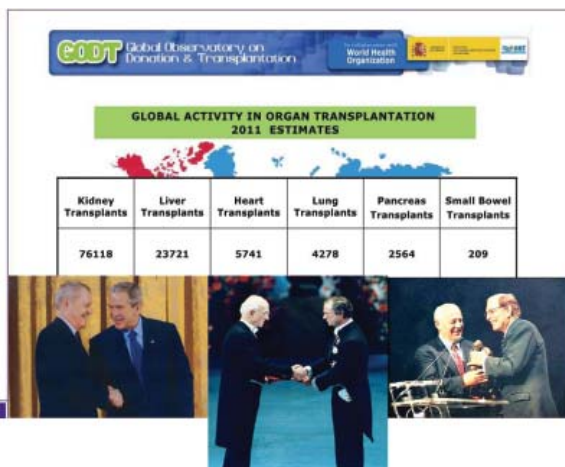 GODT Global Observatory on
Donation & Transplantation
World Health
Organization
GLOBAL ACTIVITY IN ORGAN TRANSPLANTATION
2011 ESTIMATES
Kidney Transplants
Liver Transplants
Heart Transplants
Lung Transplants
Pancreas Transplants
Small Bowel Transplants
76118 23721 5741 4278 2564 209